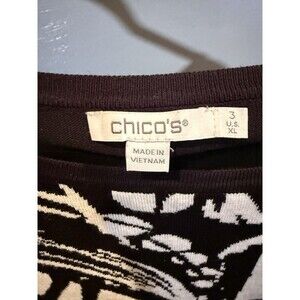 chico's®
3
U.S.
XL
MADE IN
VIETNAM